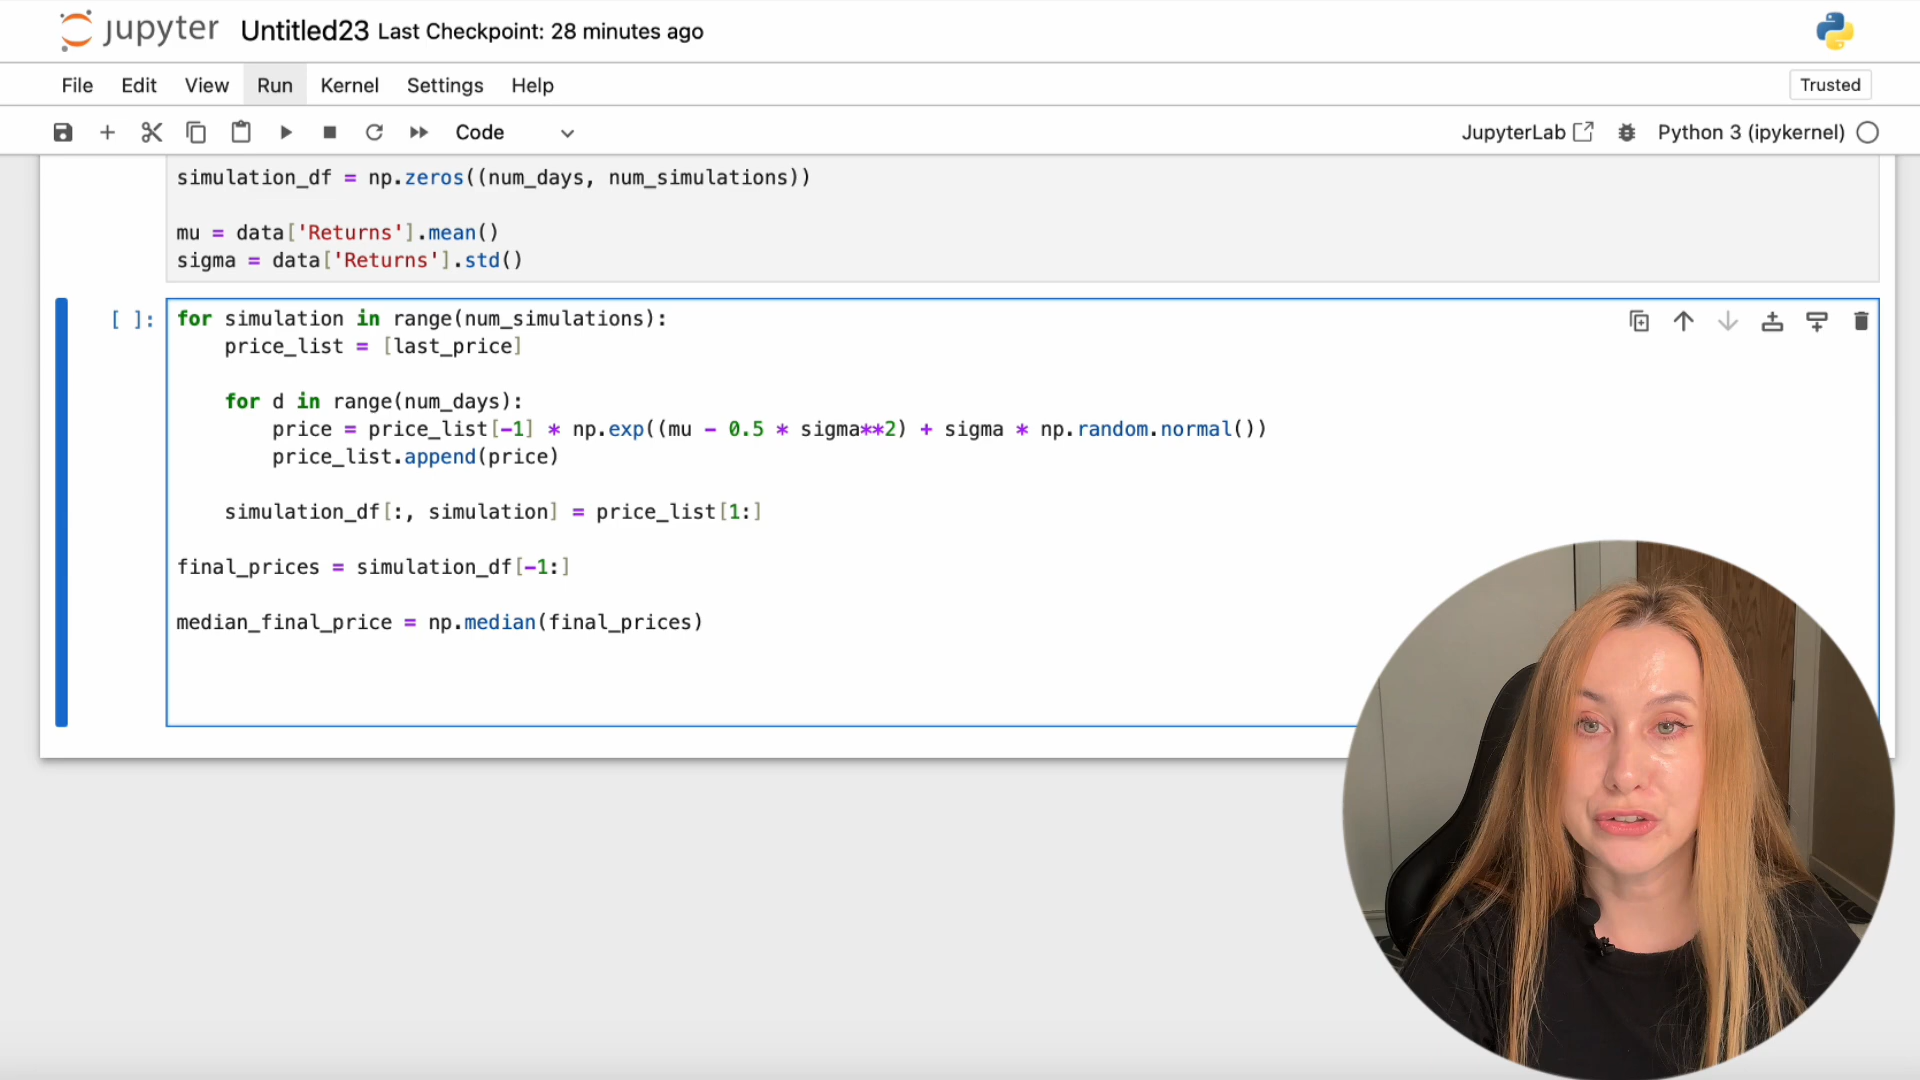 jupyter Untitled23 Last Checkpoint: 28 minutes ago
File Edit View Run Kernel Settings Help Trusted
Code JupyterLab Python 3 (ipykernel)
simulation_df = np.zeros((num_days, num_simulations))
mu = data['Returns'].mean()
sigma = data['Returns'].std()
[ ]: for simulation in range(num_simulations):
    price_list = [last_price]
    for d in range(num_days):
        price = price_list[-1] * np.exp((mu - 0.5 * sigma**2) + sigma * np.random.normal())
        price_list.append(price)
    simulation_df[:, simulation] = price_list[1:]
final_prices = simulation_df[-1:]
median_final_price = np.median(final_prices)